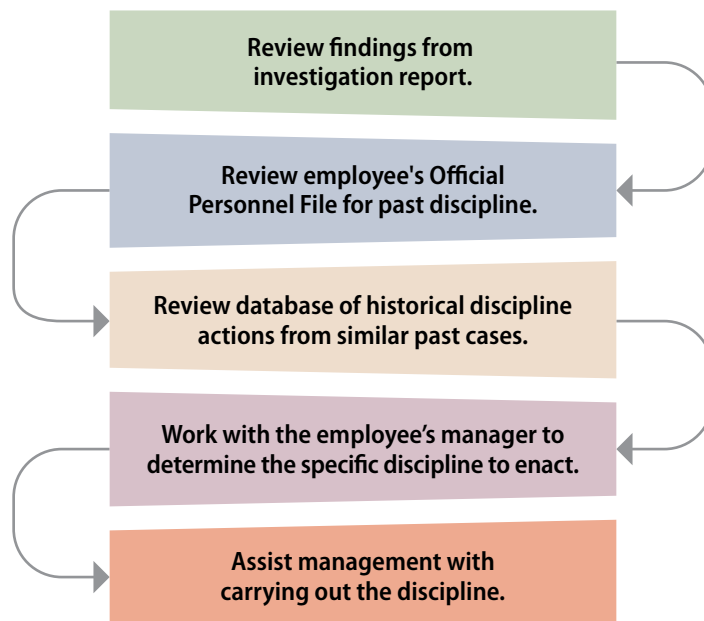 Review findings from
investigation report.
Review employee's Official
Personnel File for past discipline.
Review database of historical discipline
actions from similar past cases.
Work with the employee’s manager to
determine the specific discipline to enact.
Assist management with
carrying out the discipline.